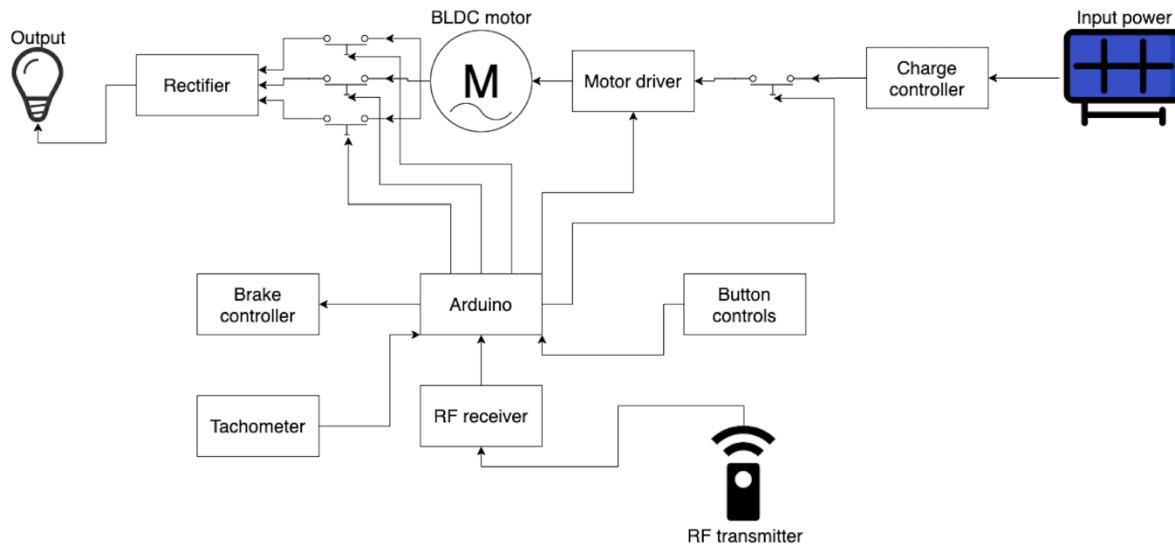 BLDC motor
Input power
Output
Rectifier
M
Motor driver
Charge
controller
Brake
controller
Arduino
Button
controls
Tachometer
RF receiver
RF transmitter